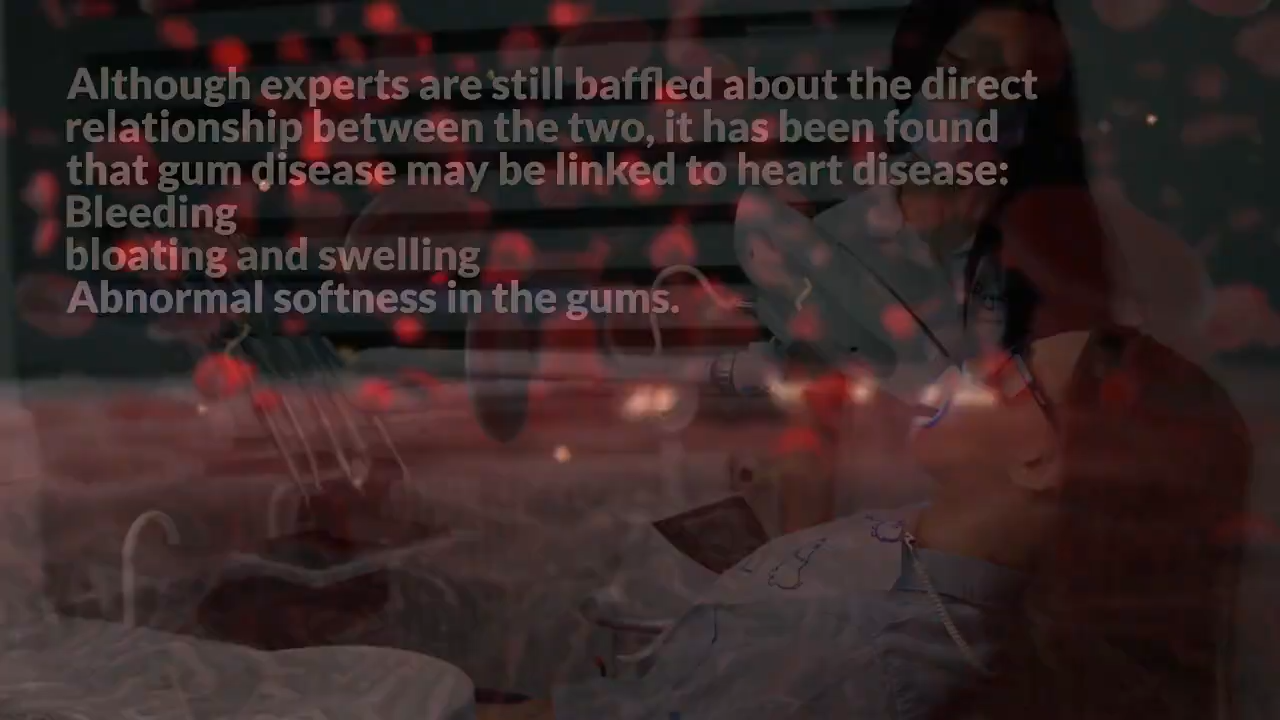 Although experts are still baffled about the direct
relationship between the two, it has been found
that gum disease may be linked to heart disease:
Bleeding
bloating and swelling
Abnormal softness in the gums.